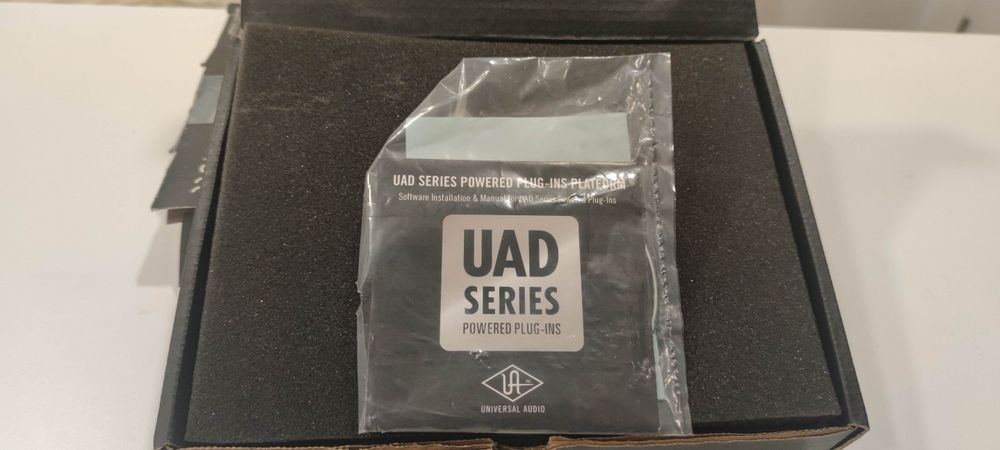 UAD SERIES POWERED PLUG-INS PLATFORM
Software Installation & Manual for UAD Series Powered Plug-Ins
UAD
SERIES
POWERED PLUG-INS
UA
UNIVERSAL AUDIO